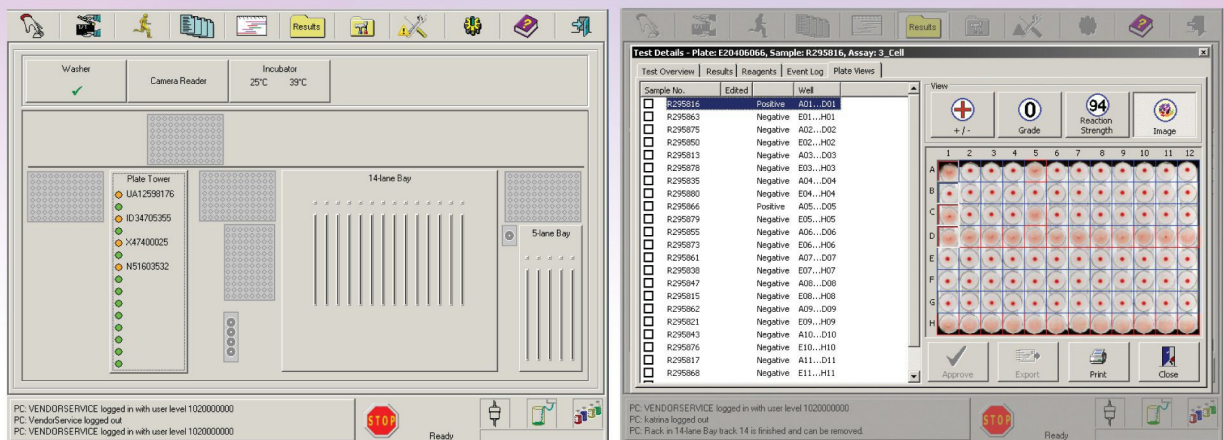 Results
Washer
Camera Reader
Incubator
25°C 39°C
Plate Tower
UA12598176
ID34705355
X47400025
N51603532
14-lane Bay
5-lane Bay
PC: VENDORSERVICE logged in with user level 1020000000
PC: VendorService logged out
PC: VENDORSERVICE logged in with user level 1020000000
STOP
Ready
Results
Test Details - Plate: E20406066, Sample: R295816, Assay: 3_Cell
Test Overview Results Reagents Event Log Plate Views
Sample No. Edited Well
R295816 Positive A01...D01
R295863 Negative E01...H01
R295875 Negative A02...D02
R295850 Negative E02...H02
R295813 Negative A03...D03
R295878 Negative E03...H03
R295835 Negative A04...D04
R295880 Negative E04...H04
R295866 Positive A05...D05
R295879 Negative E05...H05
R295855 Negative A06...D06
R295873 Negative E06...H06
R295861 Negative A07...D07
R295838 Negative E07...H07
R295847 Negative A08...D08
R295815 Negative E08...H08
R295862 Negative A09...D09
R295821 Negative E09...H09
R295843 Negative A10...D10
R295876 Negative E10...H10
R295817 Negative A11...D11
R295868 Negative E11...H11
View
+ / -
0
Grade
94
Reaction
Strength
Image
1 2 3 4 5 6 7 8 9 10 11 12
A
B
C
D
E
F
G
H
Approve
Export
Print
Close
PC: VENDORSERVICE logged in with user level 1020000000
PC: katrina logged out
PC: Rack in 14-lane Bay track 14 is finished and can be removed.
STOP
Ready